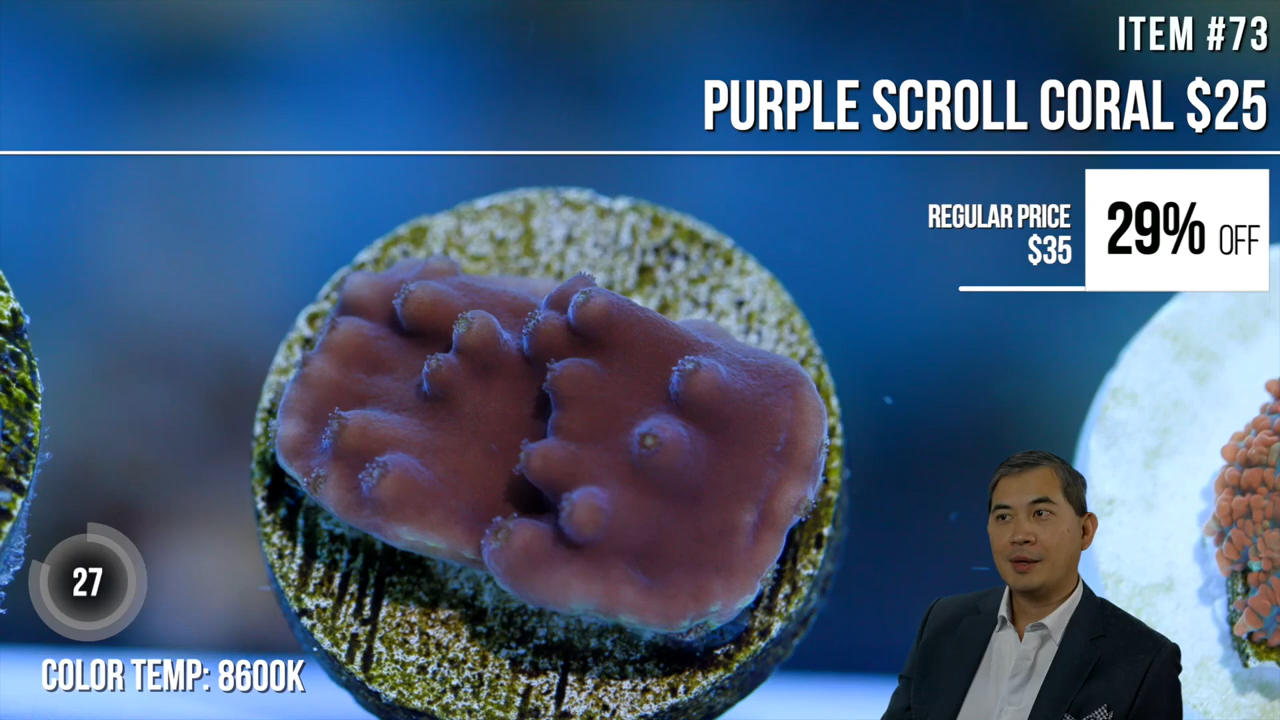 ITEM #73
PURPLE SCROLL CORAL $25
REGULAR PRICE
$35
29% OFF
27
COLOR TEMP: 8600K